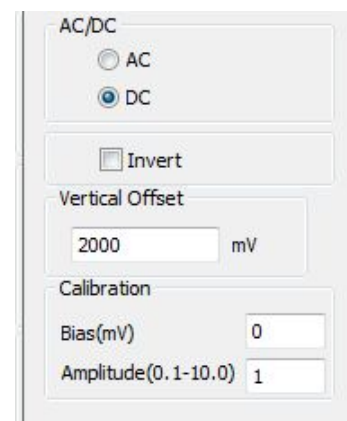 AC/DC
AC
DC
Invert
Vertical Offset
2000 mV
Calibration
Bias(mV) 0
Amplitude(0.1-10.0) 1